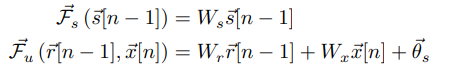 $\vec{\mathcal{F}}_s\left(\vec{s}[n-1]\right) = W_s\vec{s}[n-1]$
$\vec{\mathcal{F}}_u\left(\vec{r}[n-1], \vec{x}[n]\right) = W_r\vec{r}[n-1] + W_x\vec{x}[n] + \vec{\theta}_s$